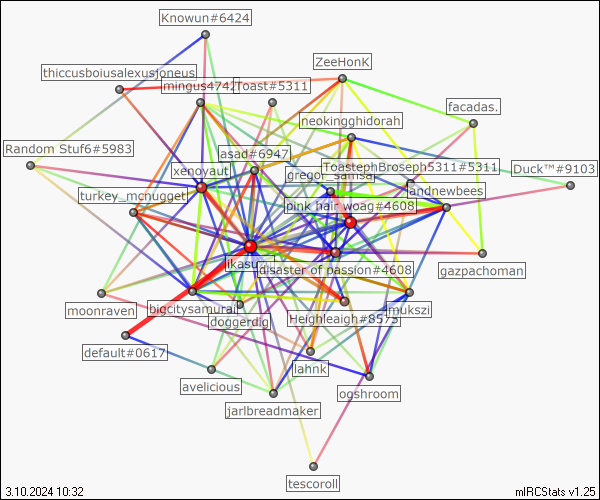 Knowun#6424
ZeeHonK
thiccusboiusalexusjoneus
mingus4742
Toast#5311
facadas.
neokingghidorah
Random Stuf6#5983
asad#6947
xenovaut
gregor_samsa
ToastephBroseph5311#5311
Duck™#9103
turkey_mcnugget
andnewbees
pink hair woag#4608
ikasu
disaster of passion#4608
gazpachoman
moonraven
bigcitysamurai
doggerdig
Heighleaigh#8573
mukszi
default#0617
lahnk
avelicious
ogshroom
jarlbreadmaker
tescoroll
3.10.2024 10:32
mIRCStats v1.25